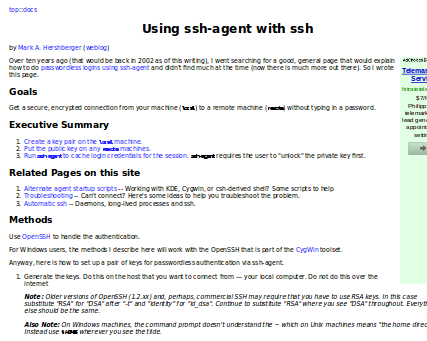 top::docs
Using ssh-agent with ssh
by Mark A. Hershberger (weblog)
Over ten years ago (that would be back in 2002 as of this writing), I went searching for a good, general page that would explain
how to do passwordless logins using ssh-agent and didn't find much at the time (now there is much more out there). So I wrote
this page.
Goals
Get a secure, encrypted connection from your machine (local) to a remote machine (remote) without typing in a password.
Executive Summary
1. Create a key pair on the local machine.
2. Put the public key on any remote machines.
3. Run ssh-agent to cache login credentials for the session. ssh-agent requires the user to "unlock" the private key first.
Related Pages on this site
1. Alternate agent startup scripts -- Working with KDE, Cygwin, or csh-derived shell? Some scripts to help
2. Troubleshooting -- Can't connect? Here's some ideas to help you troubleshoot the problem.
3. Automatic ssh -- Daemons, long-lived processes and ssh.
Methods
Use OpenSSH to handle the authentication.
For Windows users, the methods I describe here will work with the OpenSSH that is part of the CygWin toolset.
Anyway, here is how to set up a pair of keys for passwordless authentication via ssh-agent.
1. Generate the keys. Do this on the host that you want to connect from — your local computer. Do not do this over the
internet
Note: Older versions of OpenSSH (1.2.xx) and, perhaps, commercial SSH may require that you have to use RSA keys. In this case
substitute "RSA" for "DSA" after "-t" and "identity" for "id_dsa". Continue to substitute "RSA" where you see "DSA" throughout. Everyth
else should be the same.
Also Note: On Windows machines, the command prompt doesn't understand the ~ which on Unix machines means "the home direc
Instead use %HOME% wherever you see the tilde.
Telemar
Servi
$7/
Philipp
telemark
lead gene
appoint
settin